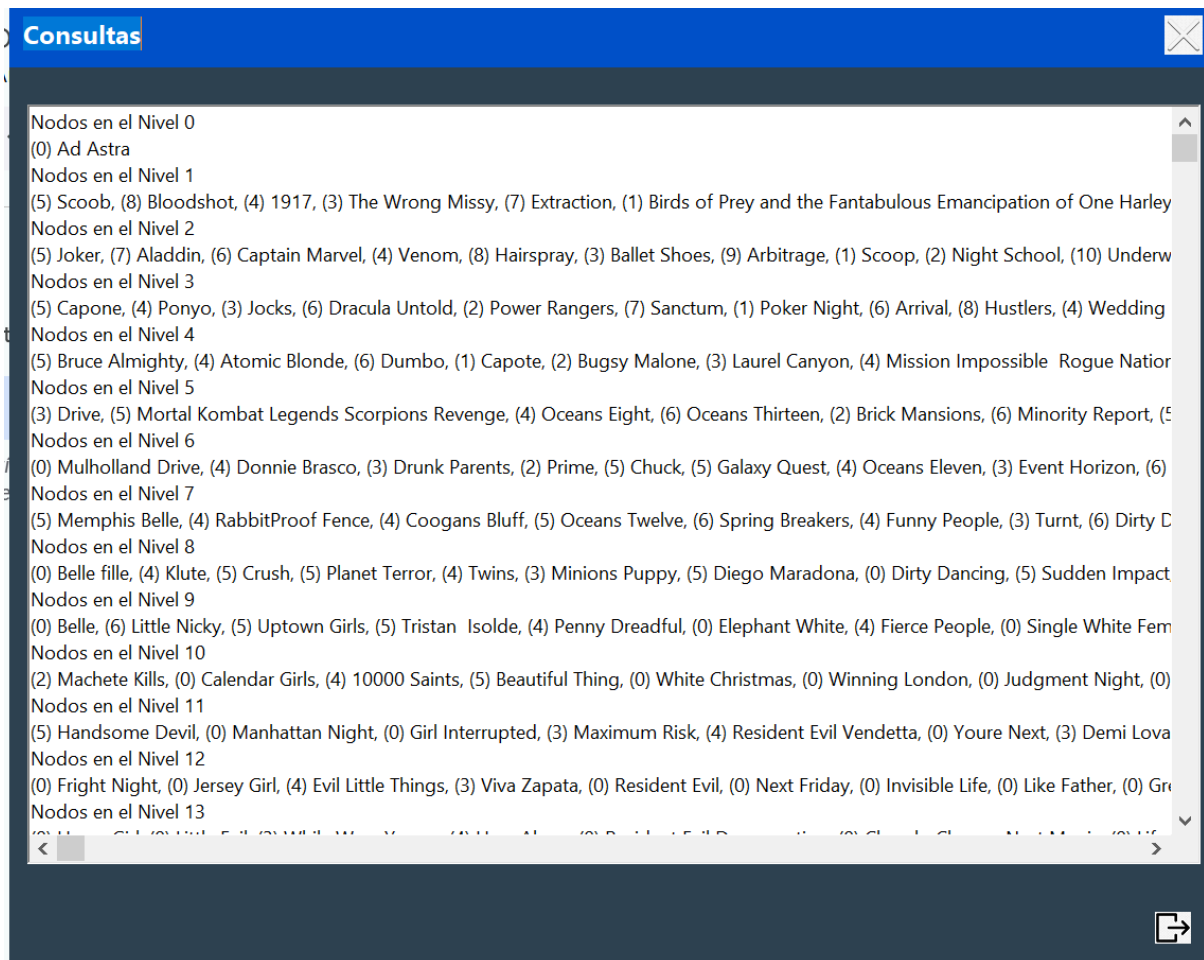 Consultas
Nodos en el Nivel 0
(0) Ad Astra
Nodos en el Nivel 1
(5) Scoob, (8) Bloodshot, (4) 1917, (3) The Wrong Missy, (7) Extraction, (1) Birds of Prey and the Fantabulous Emancipation of One Harley
Nodos en el Nivel 2
(5) Joker, (7) Aladdin, (6) Captain Marvel, (4) Venom, (8) Hairspray, (3) Ballet Shoes, (9) Arbitrage, (1) Scoop, (2) Night School, (10) Underw
Nodos en el Nivel 3
(5) Capone, (4) Ponyo, (3) Jocks, (6) Dracula Untold, (2) Power Rangers, (7) Sanctum, (1) Poker Night, (6) Arrival, (8) Hustlers, (4) Wedding
Nodos en el Nivel 4
(5) Bruce Almighty, (4) Atomic Blonde, (6) Dumbo, (1) Capote, (2) Bugsy Malone, (3) Laurel Canyon, (4) Mission Impossible  Rogue Nation
Nodos en el Nivel 5
(3) Drive, (5) Mortal Kombat Legends Scorpions Revenge, (4) Oceans Eight, (6) Oceans Thirteen, (2) Brick Mansions, (6) Minority Report, (5
Nodos en el Nivel 6
(0) Mulholland Drive, (4) Donnie Brasco, (3) Drunk Parents, (2) Prime, (5) Chuck, (5) Galaxy Quest, (4) Oceans Eleven, (3) Event Horizon, (6)
Nodos en el Nivel 7
(5) Memphis Belle, (4) RabbitProof Fence, (4) Coogans Bluff, (5) Oceans Twelve, (6) Spring Breakers, (4) Funny People, (3) Turnt, (6) Dirty D
Nodos en el Nivel 8
(0) Belle fille, (4) Klute, (5) Crush, (5) Planet Terror, (4) Twins, (3) Minions Puppy, (5) Diego Maradona, (0) Dirty Dancing, (5) Sudden Impact,
Nodos en el Nivel 9
(0) Belle, (6) Little Nicky, (5) Uptown Girls, (5) Tristan  Isolde, (4) Penny Dreadful, (0) Elephant White, (4) Fierce People, (0) Single White Fem
Nodos en el Nivel 10
(2) Machete Kills, (0) Calendar Girls, (4) 10000 Saints, (5) Beautiful Thing, (0) White Christmas, (0) Winning London, (0) Judgment Night, (0)
Nodos en el Nivel 11
(5) Handsome Devil, (0) Manhattan Night, (0) Girl Interrupted, (3) Maximum Risk, (4) Resident Evil Vendetta, (0) Youre Next, (3) Demi Lova
Nodos en el Nivel 12
(0) Fright Night, (0) Jersey Girl, (4) Evil Little Things, (3) Viva Zapata, (0) Resident Evil, (0) Next Friday, (0) Invisible Life, (0) Like Father, (0) Gre
Nodos en el Nivel 13